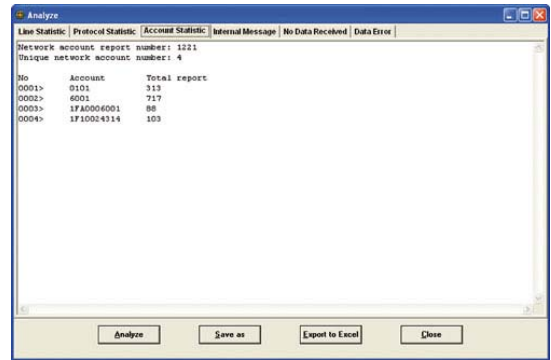 Analyze
Line Statistic Protocol Statistic Account Statistic Internal Message No Data Received Data Error
Network account report number: 1221
Unique network account number: 4
No Account Total report
0001> 0101 313
0002> 6001 717
0003> 1FA0006001 88
0004> 1F10024314 103
Analyze Save as Export to Excel Close